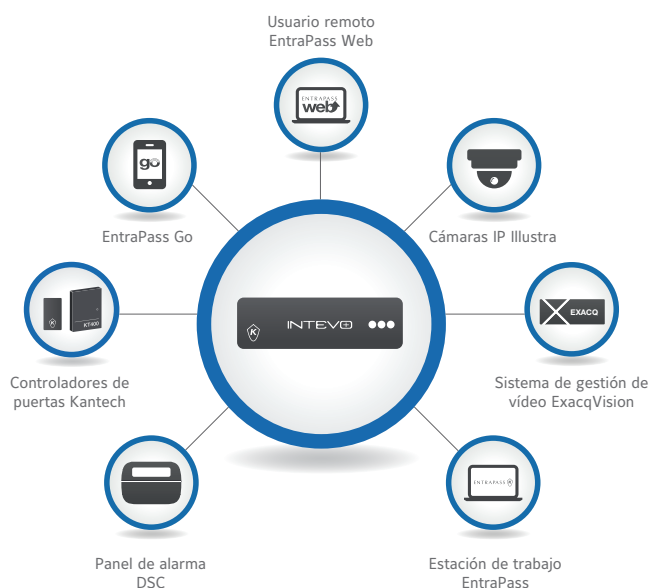 Usuario remoto
EntraPass Web
ENTRAPASS
web
go
EntraPass Go
Cámaras IP Illustra
KT400
INTEVO
K
EXACQ
Controladores de
puertas Kantech
Sistema de gestión de
vídeo ExacqVision
ENTRAPASS
Panel de alarma
DSC
Estación de trabajo
EntraPass